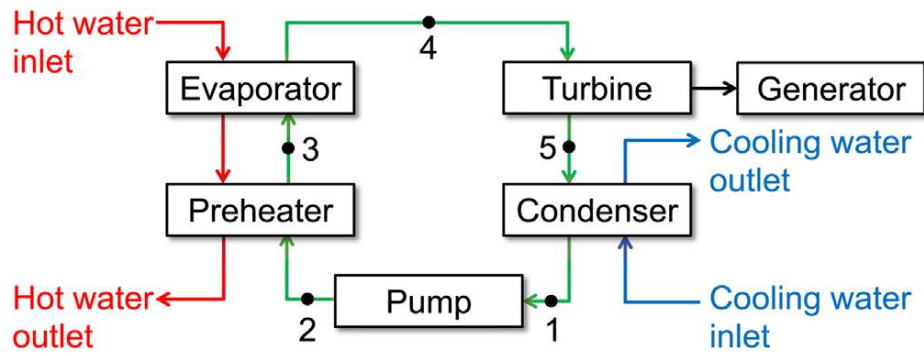 Hot water
inlet
4
Evaporator
Turbine
Generator
3
5
Cooling water
outlet
Preheater
Condenser
Hot water
outlet
2
Pump
1
Cooling water
inlet